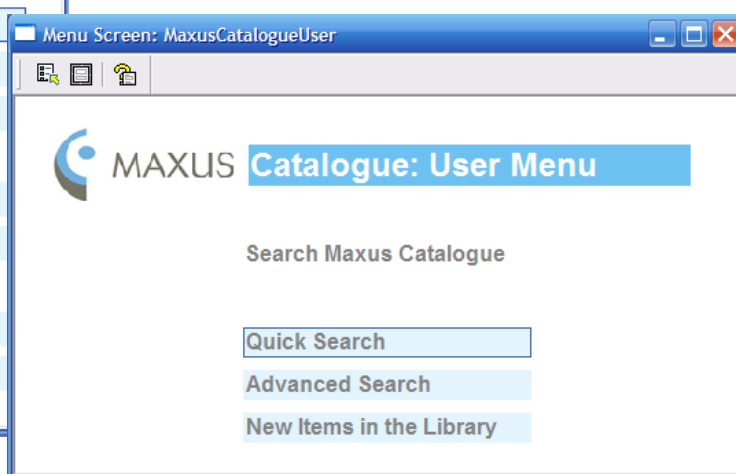 Menu Screen: MaxusCatalogueUser
MAXUS Catalogue: User Menu
Search Maxus Catalogue
Quick Search
Advanced Search
New Items in the Library